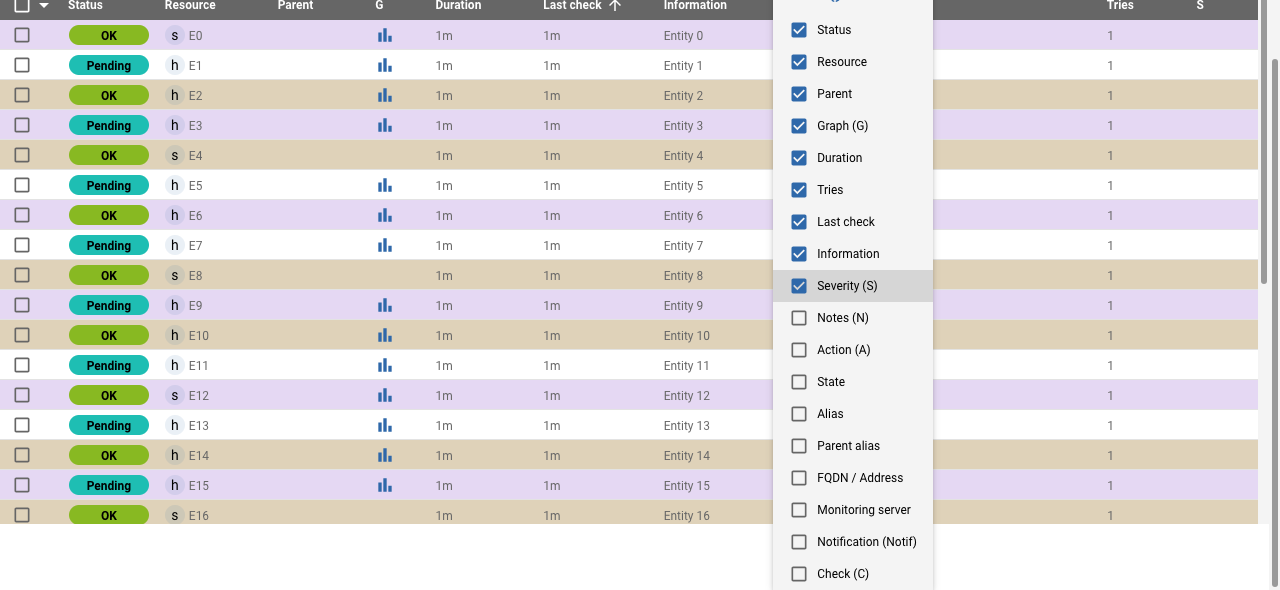 Status Resource Parent G Duration Last check Information Tries S
OK s E0 1m 1m Entity 0 1
Pending h E1 1m 1m Entity 1 1
OK h E2 1m 1m Entity 2 1
Pending h E3 1m 1m Entity 3 1
OK s E4 1m 1m Entity 4 1
Pending h E5 1m 1m Entity 5 1
OK h E6 1m 1m Entity 6 1
Pending h E7 1m 1m Entity 7 1
OK s E8 1m 1m Entity 8 1
Pending h E9 1m 1m Entity 9 1
OK h E10 1m 1m Entity 10 1
Pending h E11 1m 1m Entity 11 1
OK s E12 1m 1m Entity 12 1
Pending h E13 1m 1m Entity 13 1
OK h E14 1m 1m Entity 14 1
Pending h E15 1m 1m Entity 15 1
OK s E16 1m 1m Entity 16 1
Status
Resource
Parent
Graph (G)
Duration
Tries
Last check
Information
Severity (S)
Notes (N)
Action (A)
State
Alias
Parent alias
FQDN / Address
Monitoring server
Notification (Notif)
Check (C)